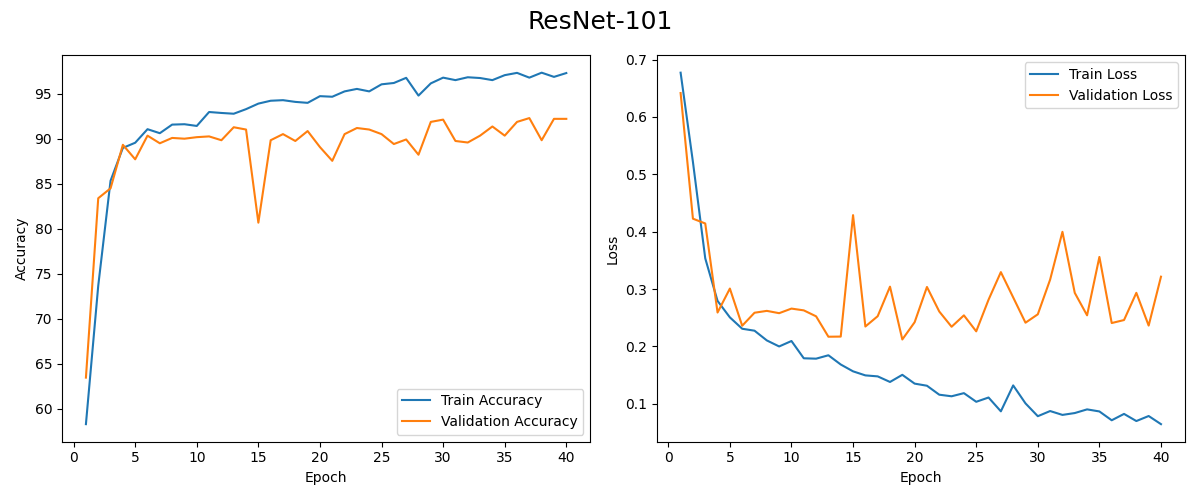 ResNet-101
Accuracy
95
90
85
80
75
70
65
60
0 5 10 15 20 25 30 35 40
Epoch
Train Accuracy
Validation Accuracy
Loss
0.7
0.6
0.5
0.4
0.3
0.2
0.1
0 5 10 15 20 25 30 35 40
Epoch
Train Loss
Validation Loss